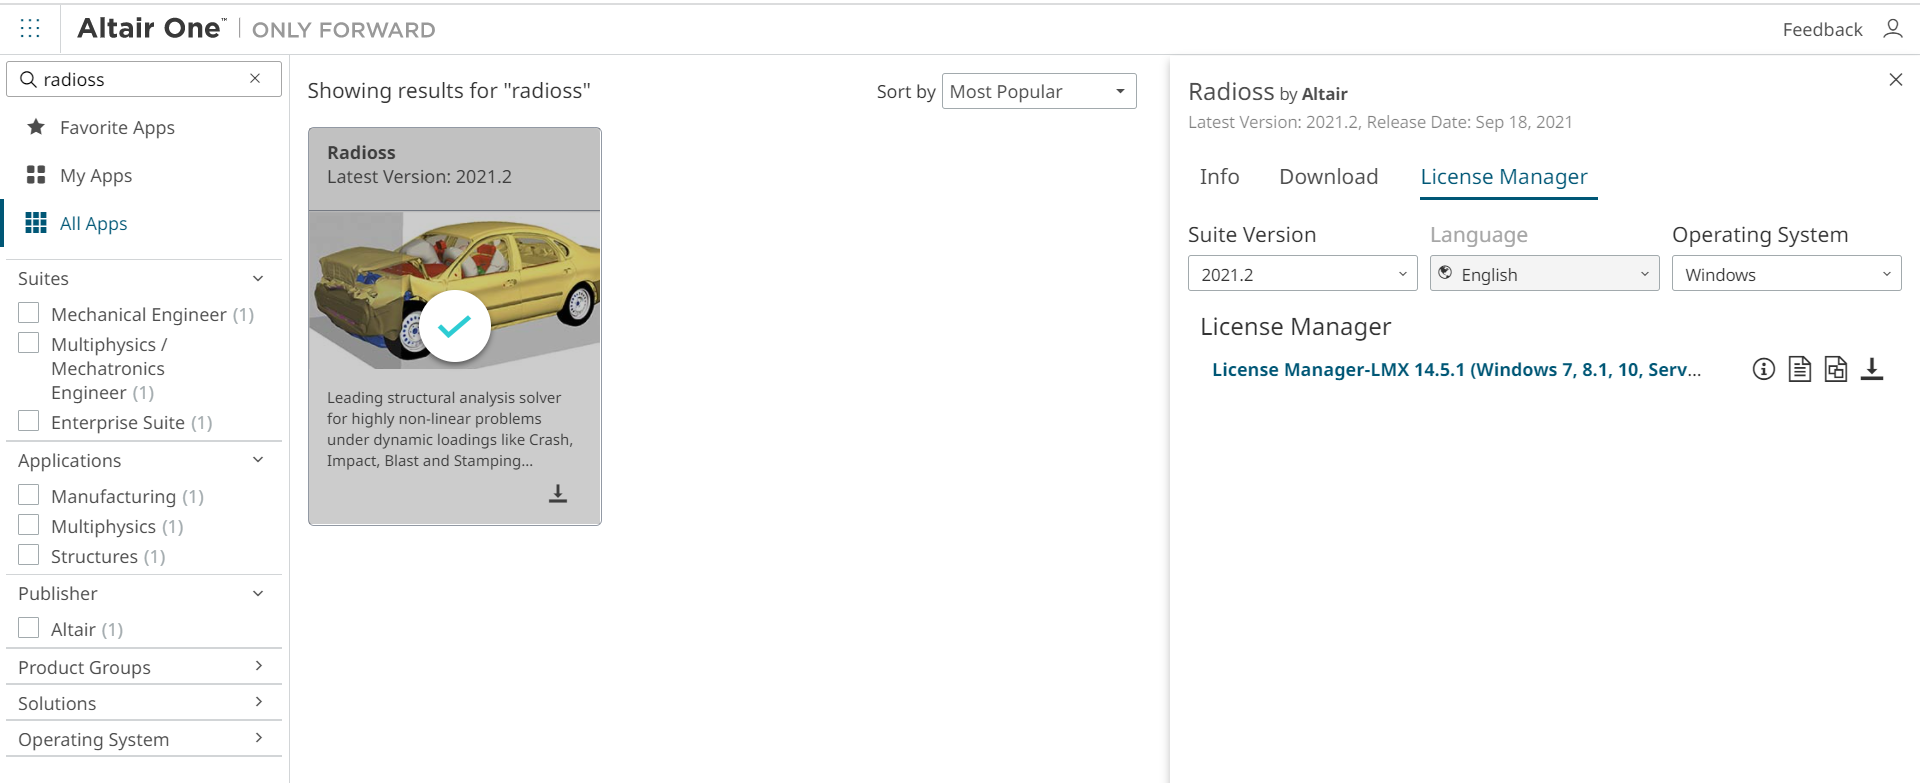 Altair One™ | ONLY FORWARD
Feedback
radioss
Favorite Apps
My Apps
All Apps
Suites
Mechanical Engineer (1)
Multiphysics /
Mechatronics
Engineer (1)
Enterprise Suite (1)
Applications
Manufacturing (1)
Multiphysics (1)
Structures (1)
Publisher
Altair (1)
Product Groups
Solutions
Operating System
Showing results for "radioss"
Sort by Most Popular
Radioss
Latest Version: 2021.2
Leading structural analysis solver
for highly non-linear problems
under dynamic loadings like Crash,
Impact, Blast and Stamping...
Radioss by Altair
Latest Version: 2021.2, Release Date: Sep 18, 2021
Info Download License Manager
Suite Version Language Operating System
2021.2 English Windows
License Manager
License Manager-LMX 14.5.1 (Windows 7, 8.1, 10, Serv...